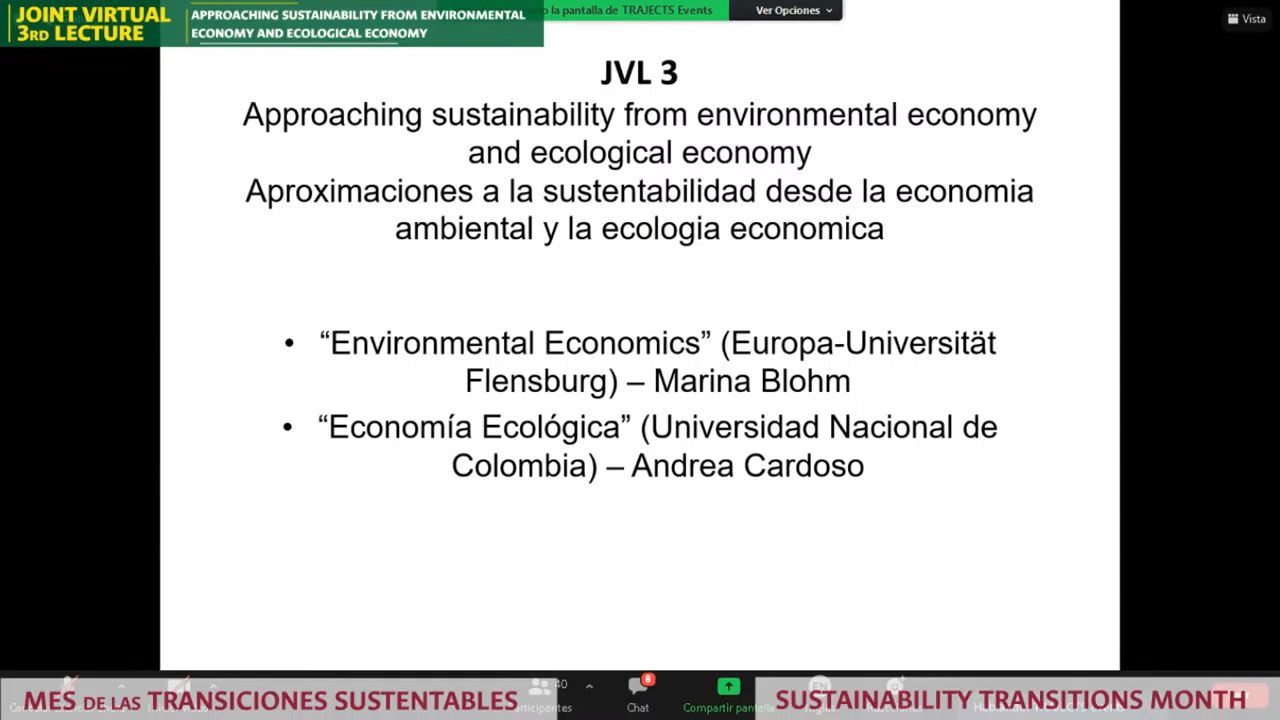 JOINT VIRTUAL
3RD LECTURE
APPROACHING SUSTAINABILITY FROM ENVIRONMENTAL
ECONOMY AND ECOLOGICAL ECONOMY
la pantalla de TRAJECTS Events
Ver Opciones
Vista
JVL 3
Approaching sustainability from environmental economy
and ecological economy
Aproximaciones a la sustentabilidad desde la economia
ambiental y la ecologia economica
• “Environmental Economics” (Europa-Universität
Flensburg) – Marina Blohm
• “Economía Ecológica” (Universidad Nacional de
Colombia) – Andrea Cardoso
40
8
Chat
Compartir pantalla
MES DE LAS TRANSICIONES SUSTENTABLES
SUSTAINABILITY TRANSITIONS MONTH